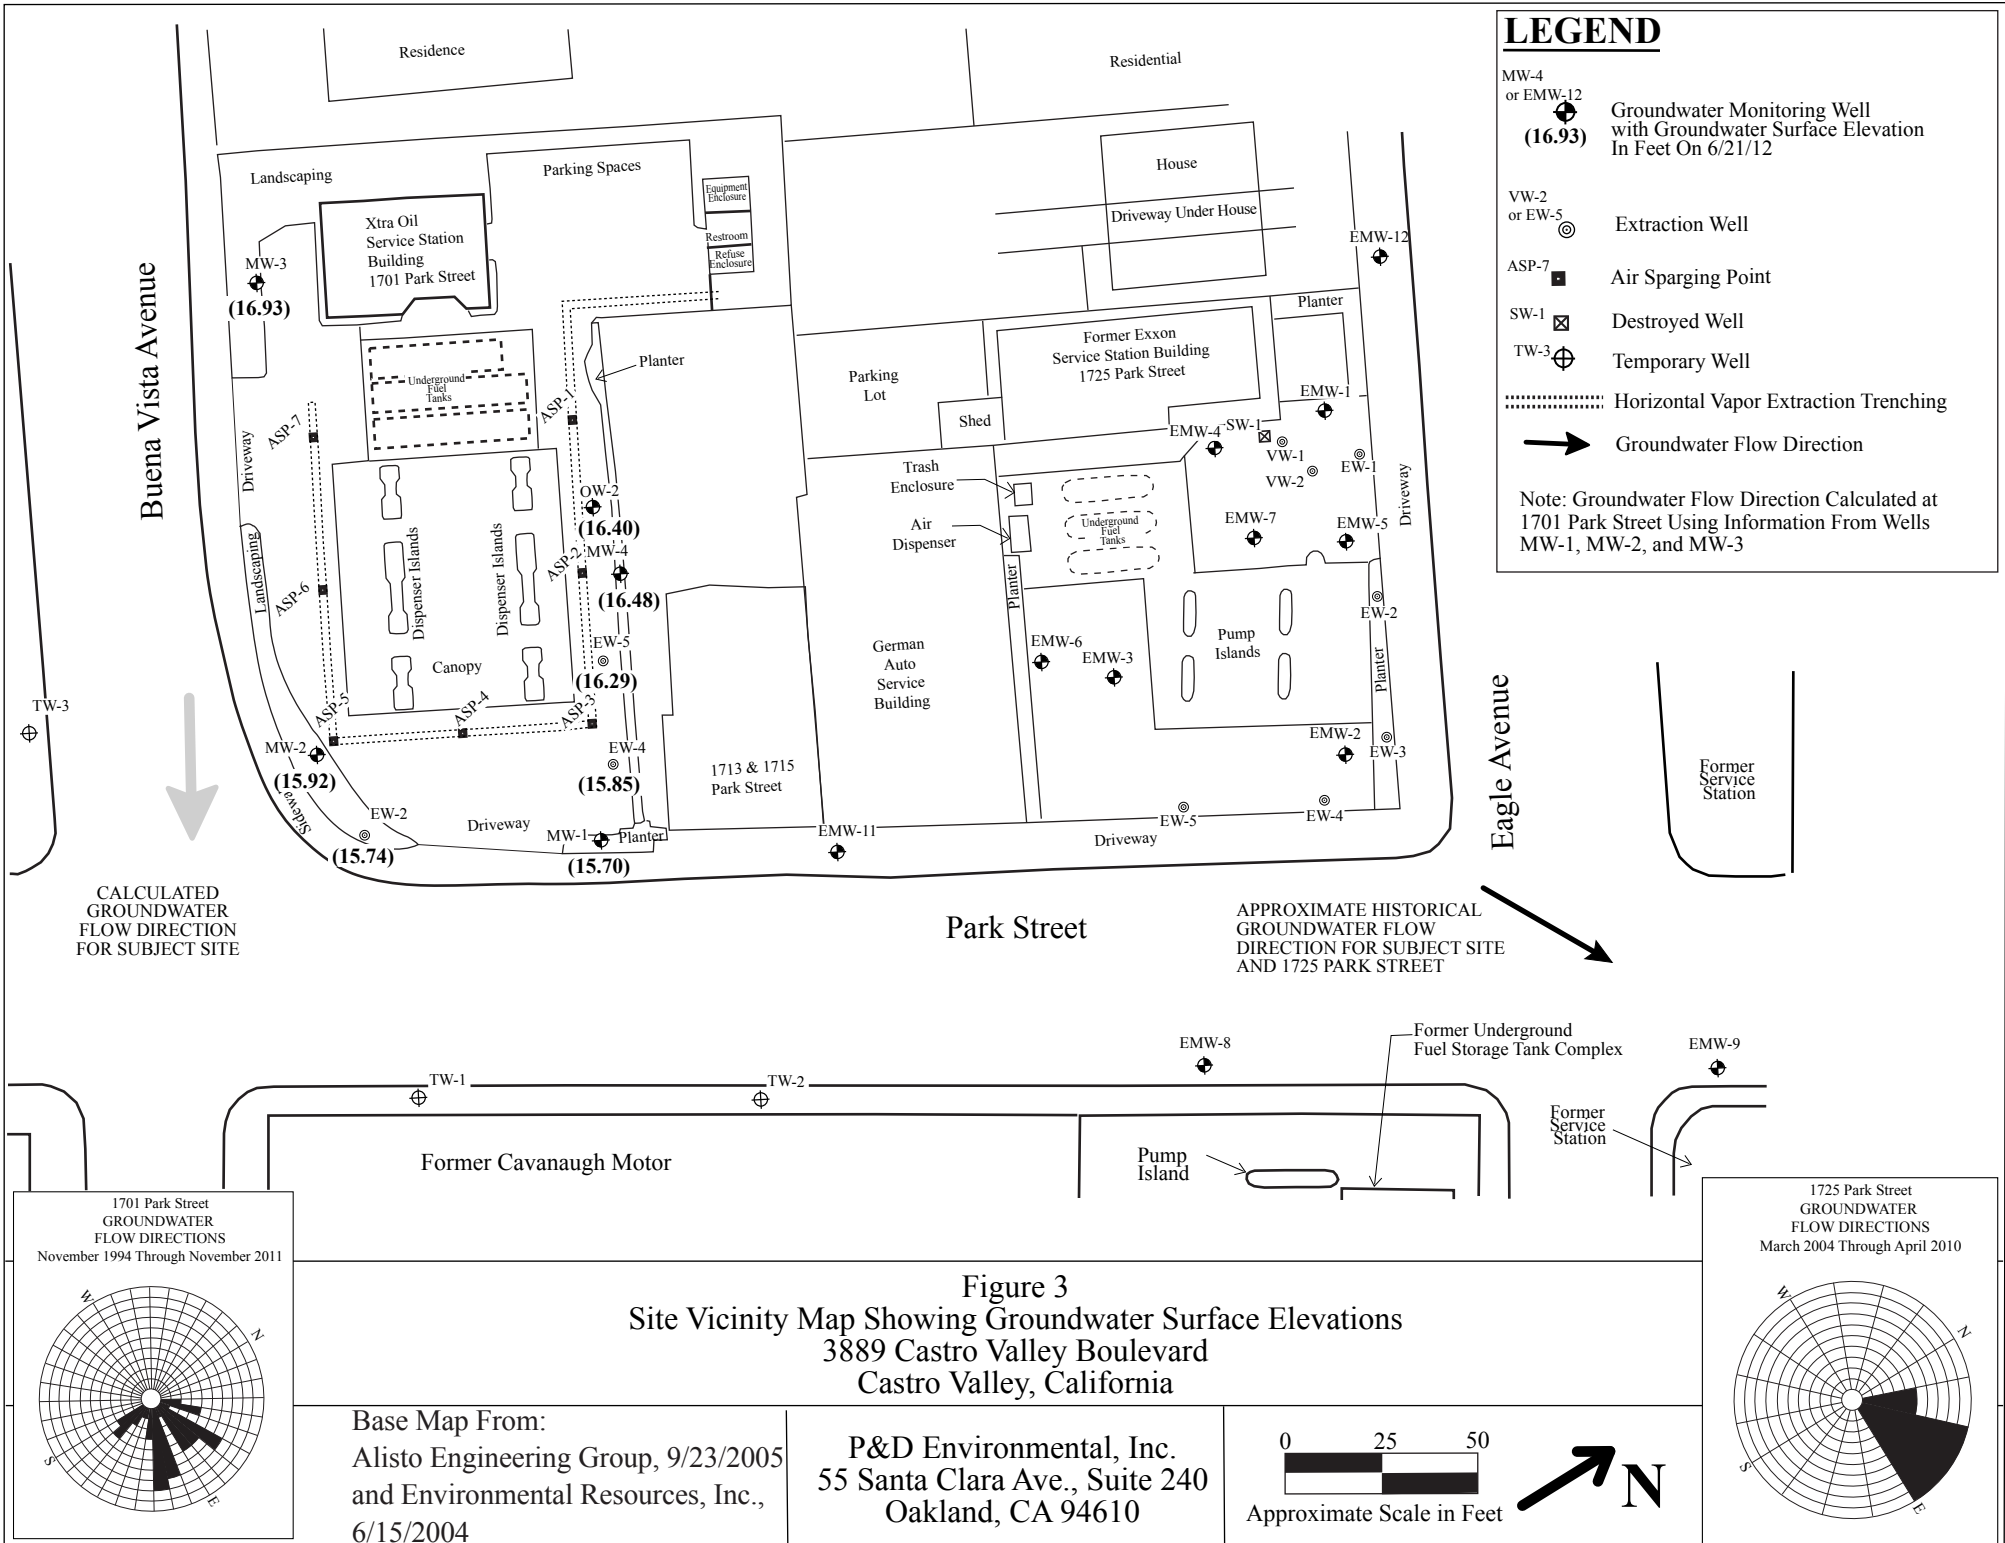 Residence
Residential
Landscaping
Parking Spaces
Equipment
Enclosure
Restroom
Refuse
Enclosure
Xtra Oil
Service Station
Building
1701 Park Street
MW-3
(16.93)
Buena Vista Avenue
House
Driveway Under House
EMW-12
Planter
Former Exxon
Service Station Building
1725 Park Street
Parking
Lot
Shed
Planter
Underground
Fuel
Tanks
ASP-1
ASP-7
Driveway
EMW-1
EMW-4
SW-1
VW-1
VW-2
EW-1
Driveway
Trash
Enclosure
Air
Dispenser
Underground
Fuel
Tanks
EMW-7
EMW-5
OW-2
(16.40)
ASP-2
MW-4
(16.48)
Dispenser Islands
Dispenser Islands
Landscaping
ASP-6
Canopy
EW-5
(16.29)
ASP-5
ASP-4
ASP-3
Planter
EMW-6
EMW-3
Pump
Islands
EW-2
Planter
German
Auto
Service
Building
TW-3
MW-2
(15.92)
EW-4
(15.85)
1713 & 1715
Park Street
EMW-2
EW-3
Eagle Avenue
Former
Service
Station
EW-2
(15.74)
Driveway
MW-1
Planter
(15.70)
EMW-11
EW-5
EW-4
Driveway
CALCULATED
GROUNDWATER
FLOW DIRECTION
FOR SUBJECT SITE
Park Street
APPROXIMATE HISTORICAL
GROUNDWATER FLOW
DIRECTION FOR SUBJECT SITE
AND 1725 PARK STREET
EMW-8
Former Underground
Fuel Storage Tank Complex
EMW-9
TW-1
TW-2
Former Cavanaugh Motor
Pump
Island
Former
Service
Station
LEGEND
MW-4
or EMW-12
(16.93)
Groundwater Monitoring Well
with Groundwater Surface Elevation
In Feet On 6/21/12
VW-2
or EW-5
Extraction Well
ASP-7
Air Sparging Point
SW-1
Destroyed Well
TW-3
Temporary Well
Horizontal Vapor Extraction Trenching
Groundwater Flow Direction
Note: Groundwater Flow Direction Calculated at
1701 Park Street Using Information From Wells
MW-1, MW-2, and MW-3
1701 Park Street
GROUNDWATER
FLOW DIRECTIONS
November 1994 Through November 2011
W
N
S
E
Figure 3
Site Vicinity Map Showing Groundwater Surface Elevations
3889 Castro Valley Boulevard
Castro Valley, California
Base Map From:
Alisto Engineering Group, 9/23/2005
and Environmental Resources, Inc.,
6/15/2004
P&D Environmental, Inc.
55 Santa Clara Ave., Suite 240
Oakland, CA 94610
0 25 50
Approximate Scale in Feet
N
1725 Park Street
GROUNDWATER
FLOW DIRECTIONS
March 2004 Through April 2010
W
N
S
E